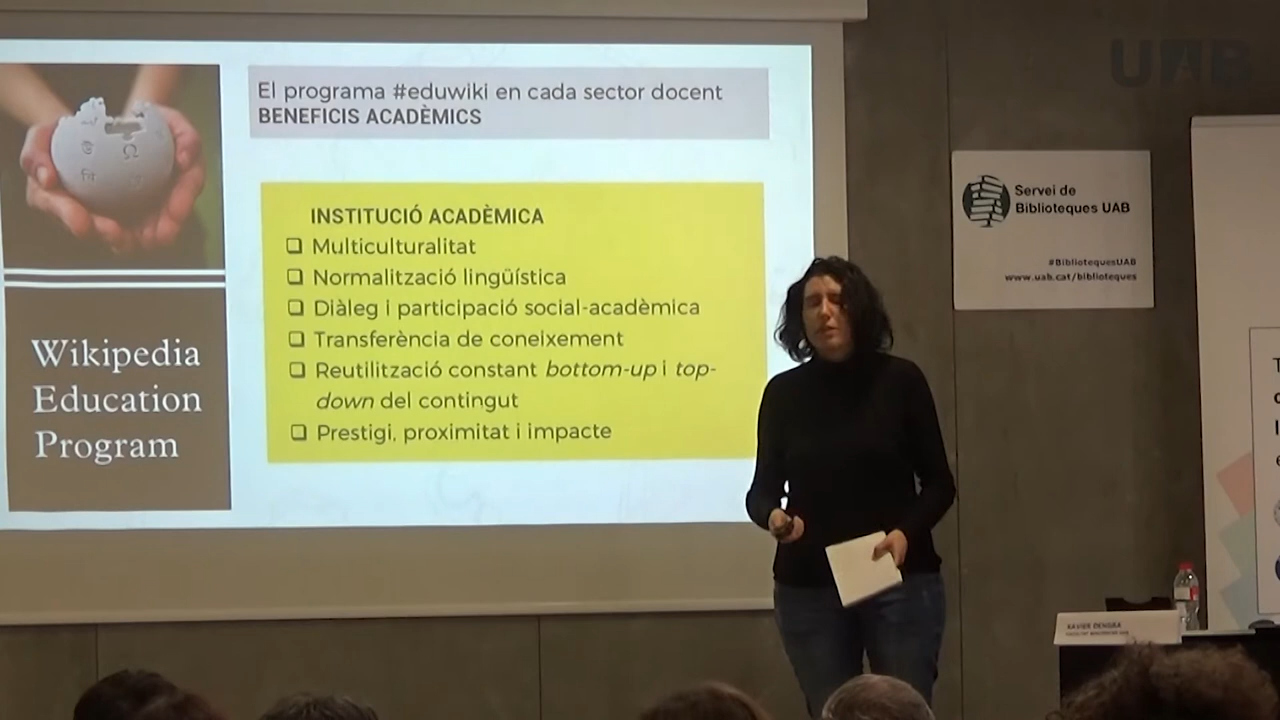 El programa #eduwiki en cada sector docent
BENEFICIS ACADÈMICS
INSTITUCIÓ ACADÈMICA
Multiculturalitat
Normalització lingüística
Diàleg i participació social-acadèmica
Transferència de coneixement
Reutilització constant bottom-up i top-
down del contingut
Prestigi, proximitat i impacte
Wikipedia
Education
Program
UAB
Servei de
Biblioteques UAB
#BibliotequesUAB
www.uab.cat/biblioteques